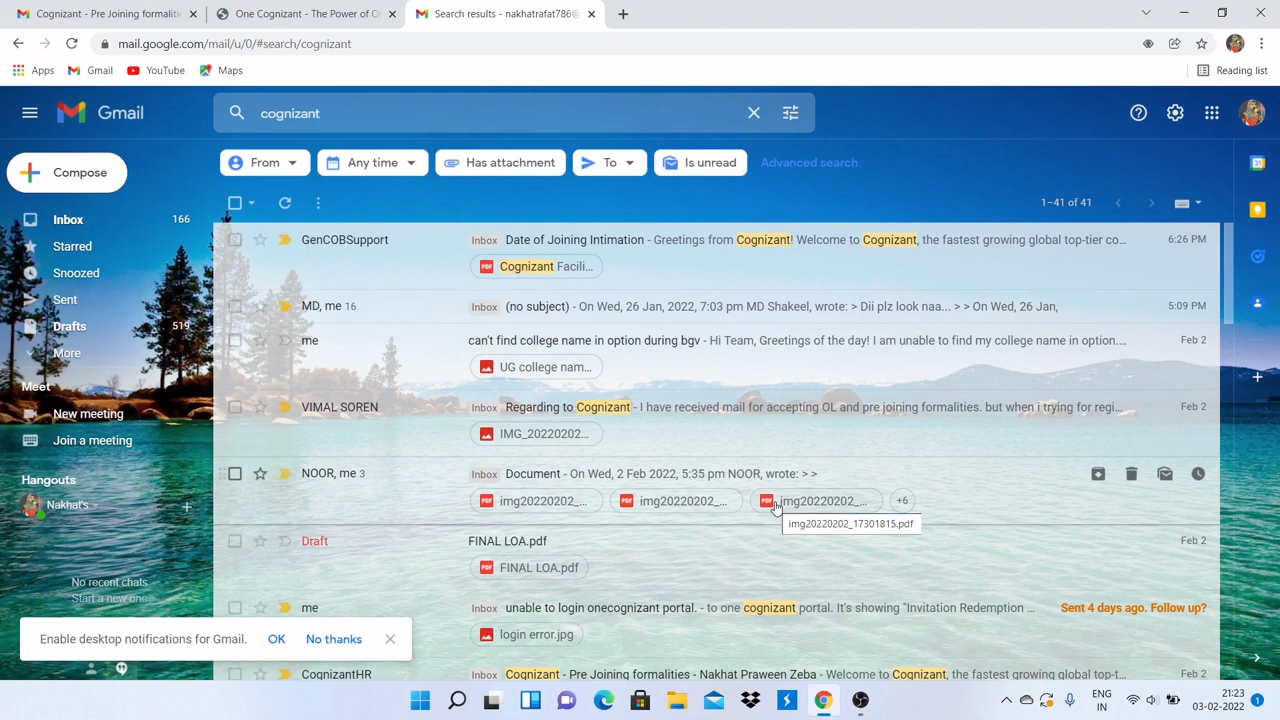 Cognizant - Pre Joining formalitie
One Cognizant - The Power of O
Search results - nakhatrafat786@
mail.google.com/mail/u/0/#search/cognizant
Apps Gmail YouTube Maps Reading list
Gmail cognizant
From Any time Has attachment To Is unread Advanced search
Compose
1–41 of 41
Inbox 166
Starred
Snoozed
Sent
Drafts 519
More
Meet
New meeting
Join a meeting
Hangouts
Nakhat's
No recent chats
Start a new one
GenCOBSupport Inbox Date of Joining Intimation - Greetings from Cognizant! Welcome to Cognizant, the fastest growing global top-tier co... 6:26 PM
PDF Cognizant Facili...
MD, me 16 Inbox (no subject) - On Wed, 26 Jan, 2022, 7:03 pm MD Shakeel, wrote: > Dii plz look naa... > > On Wed, 26 Jan, 5:09 PM
me can't find college name in option during bgv - Hi Team, Greetings of the day! I am unable to find my college name in option.... Feb 2
UG college nam...
VIMAL SOREN Inbox Regarding to Cognizant - I have received mail for accepting OL and pre joining formalities. but when i trying for regi... Feb 2
IMG_20220202...
NOOR, me 3 Inbox Document - On Wed, 2 Feb 2022, 5:35 pm NOOR, wrote: > >
PDF img20220202_... PDF img20220202_... PDF img20220202_... +6
img20220202_17301815.pdf
Draft FINAL LOA.pdf Feb 2
PDF FINAL LOA.pdf
me Inbox unable to login onecognizant portal. - to one cognizant portal. It's showing "Invitation Redemption ... Sent 4 days ago. Follow up?
login error.jpg
CognizantHR Inbox Cognizant - Pre Joining formalities - Nakhat Praween Zeba - Welcome to Cognizant, the fastest growing global top-tier co...
Enable desktop notifications for Gmail. OK No thanks
ENG
IN
21:23
03-02-2022
1